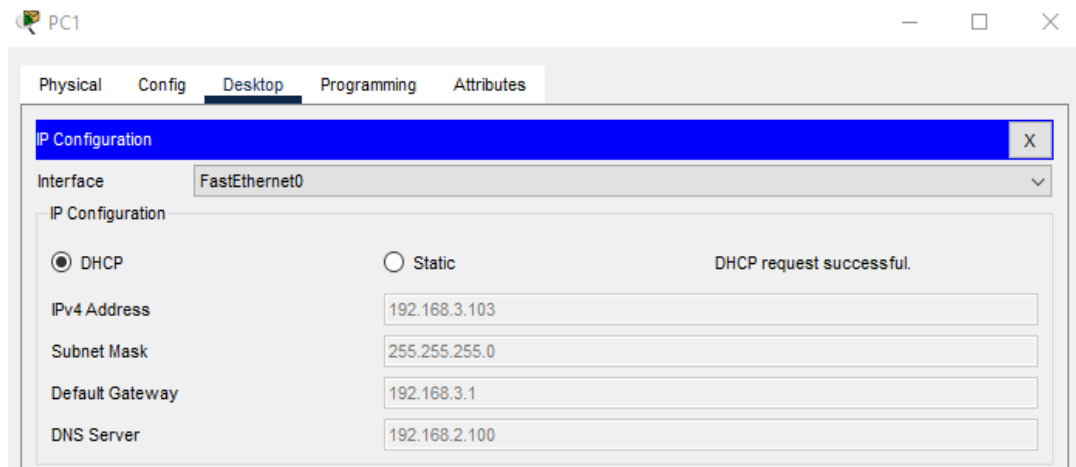 PC1
Physical Config Desktop Programming Attributes
IP Configuration X
Interface FastEthernet0
IP Configuration
DHCP Static DHCP request successful.
IPv4 Address 192.168.3.103
Subnet Mask 255.255.255.0
Default Gateway 192.168.3.1
DNS Server 192.168.2.100